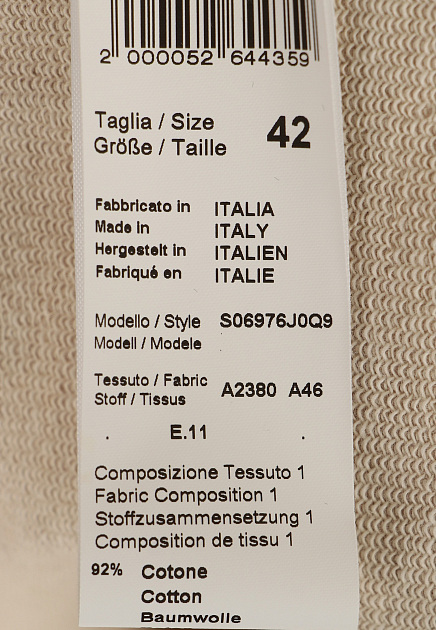 2 000052 644359
Taglia / Size 42
Größe / Taille
Fabbricato in ITALIA
Made in ITALY
Hergestelt in ITALIEN
Fabriqué en ITALIE
Modello / Style S06976J0Q9
Modell / Modele
Tessuto / Fabric A2380 A46
Stoff / Tissus
. E.11 .
Composizione Tessuto 1
Fabric Composition 1
Stoffzusammensetzung 1
Composition de tissu 1
92% Cotone
Cotton
Baumwolle